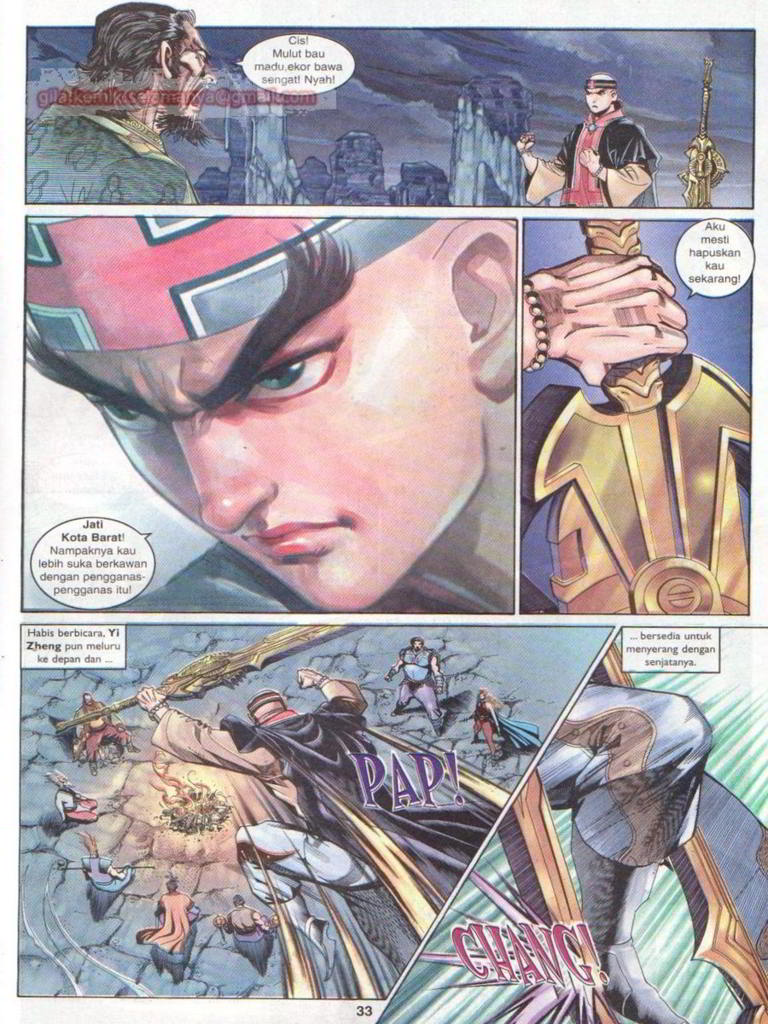 Cis!
Mulut bau
madu,ekor bawa
sengat! Nyah!
Aku
mesti
hapuskan
kau
sekarang!
Jati
Kota Barat!
Nampaknya kau
lebih suka berkawan
dengan pengganas-
pengganas itu!
Habis berbicara, Yi
Zheng pun meluru
ke depan dan ...
PAP!
... bersedia untuk
menyerang dengan
senjatanya.
CHANG!
33